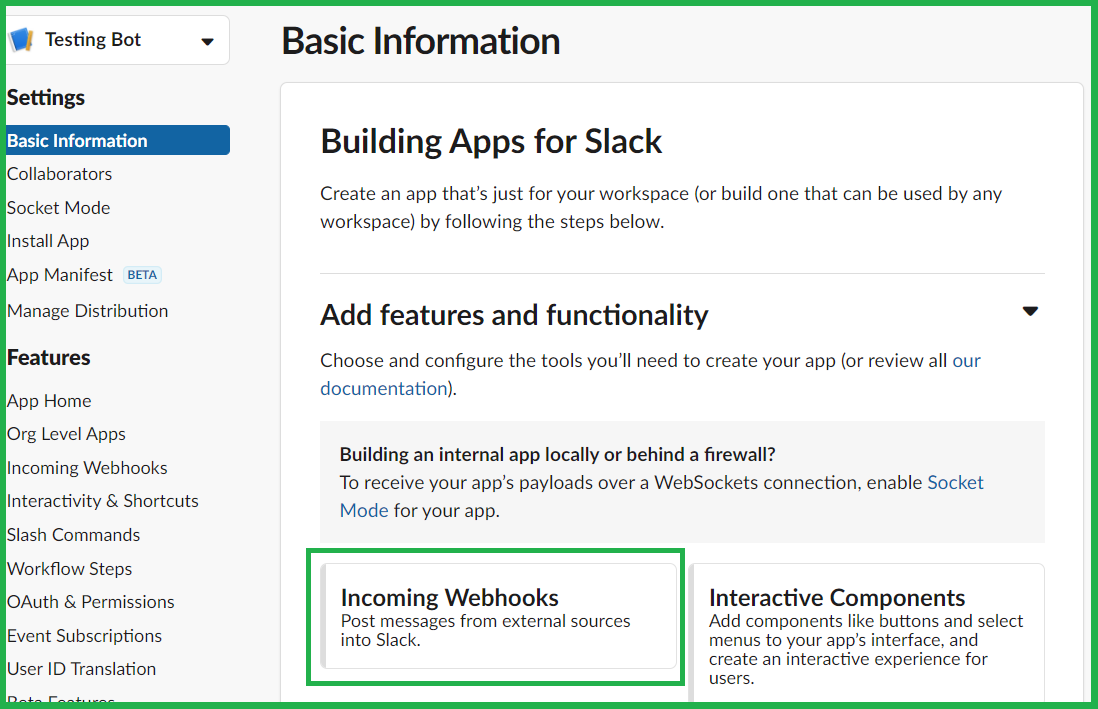 Testing Bot
Settings
Basic Information
Collaborators
Socket Mode
Install App
App Manifest BETA
Manage Distribution
Features
App Home
Org Level Apps
Incoming Webhooks
Interactivity & Shortcuts
Slash Commands
Workflow Steps
OAuth & Permissions
Event Subscriptions
User ID Translation
Beta Features
Basic Information
Building Apps for Slack
Create an app that's just for your workspace (or build one that can be used by any
workspace) by following the steps below.
Add features and functionality
Choose and configure the tools you'll need to create your app (or review all our
documentation).
Building an internal app locally or behind a firewall?
To receive your app's payloads over a WebSockets connection, enable Socket
Mode for your app.
Incoming Webhooks
Post messages from external sources
into Slack.
Interactive Components
Add components like buttons and select
menus to your app's interface, and
create an interactive experience for
users.